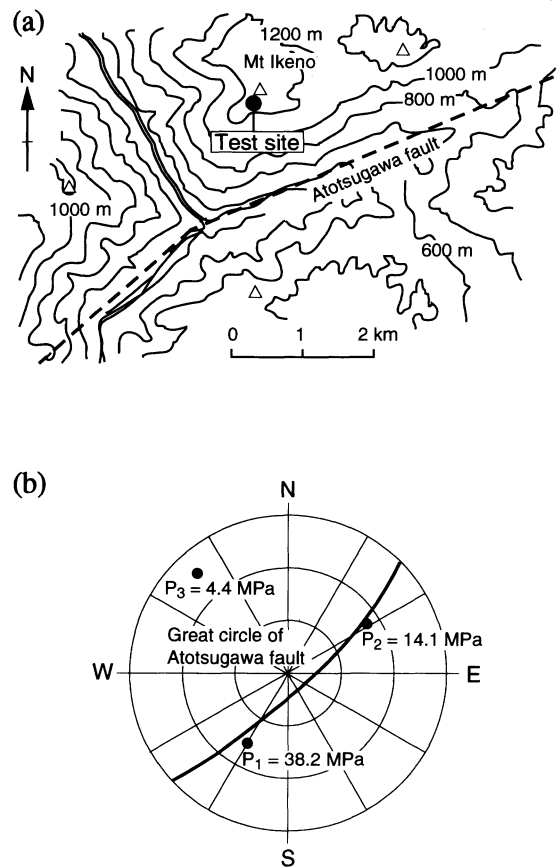 (a)
1200 m
Mt Ikeno
N
1000 m
800 m
Test site
Atotsugawa fault
1000 m
600 m
0 1 2 km
(b)
N
P3 = 4.4 MPa
Great circle of
Atotsugawa fault
P2 = 14.1 MPa
W
E
P1 = 38.2 MPa
S